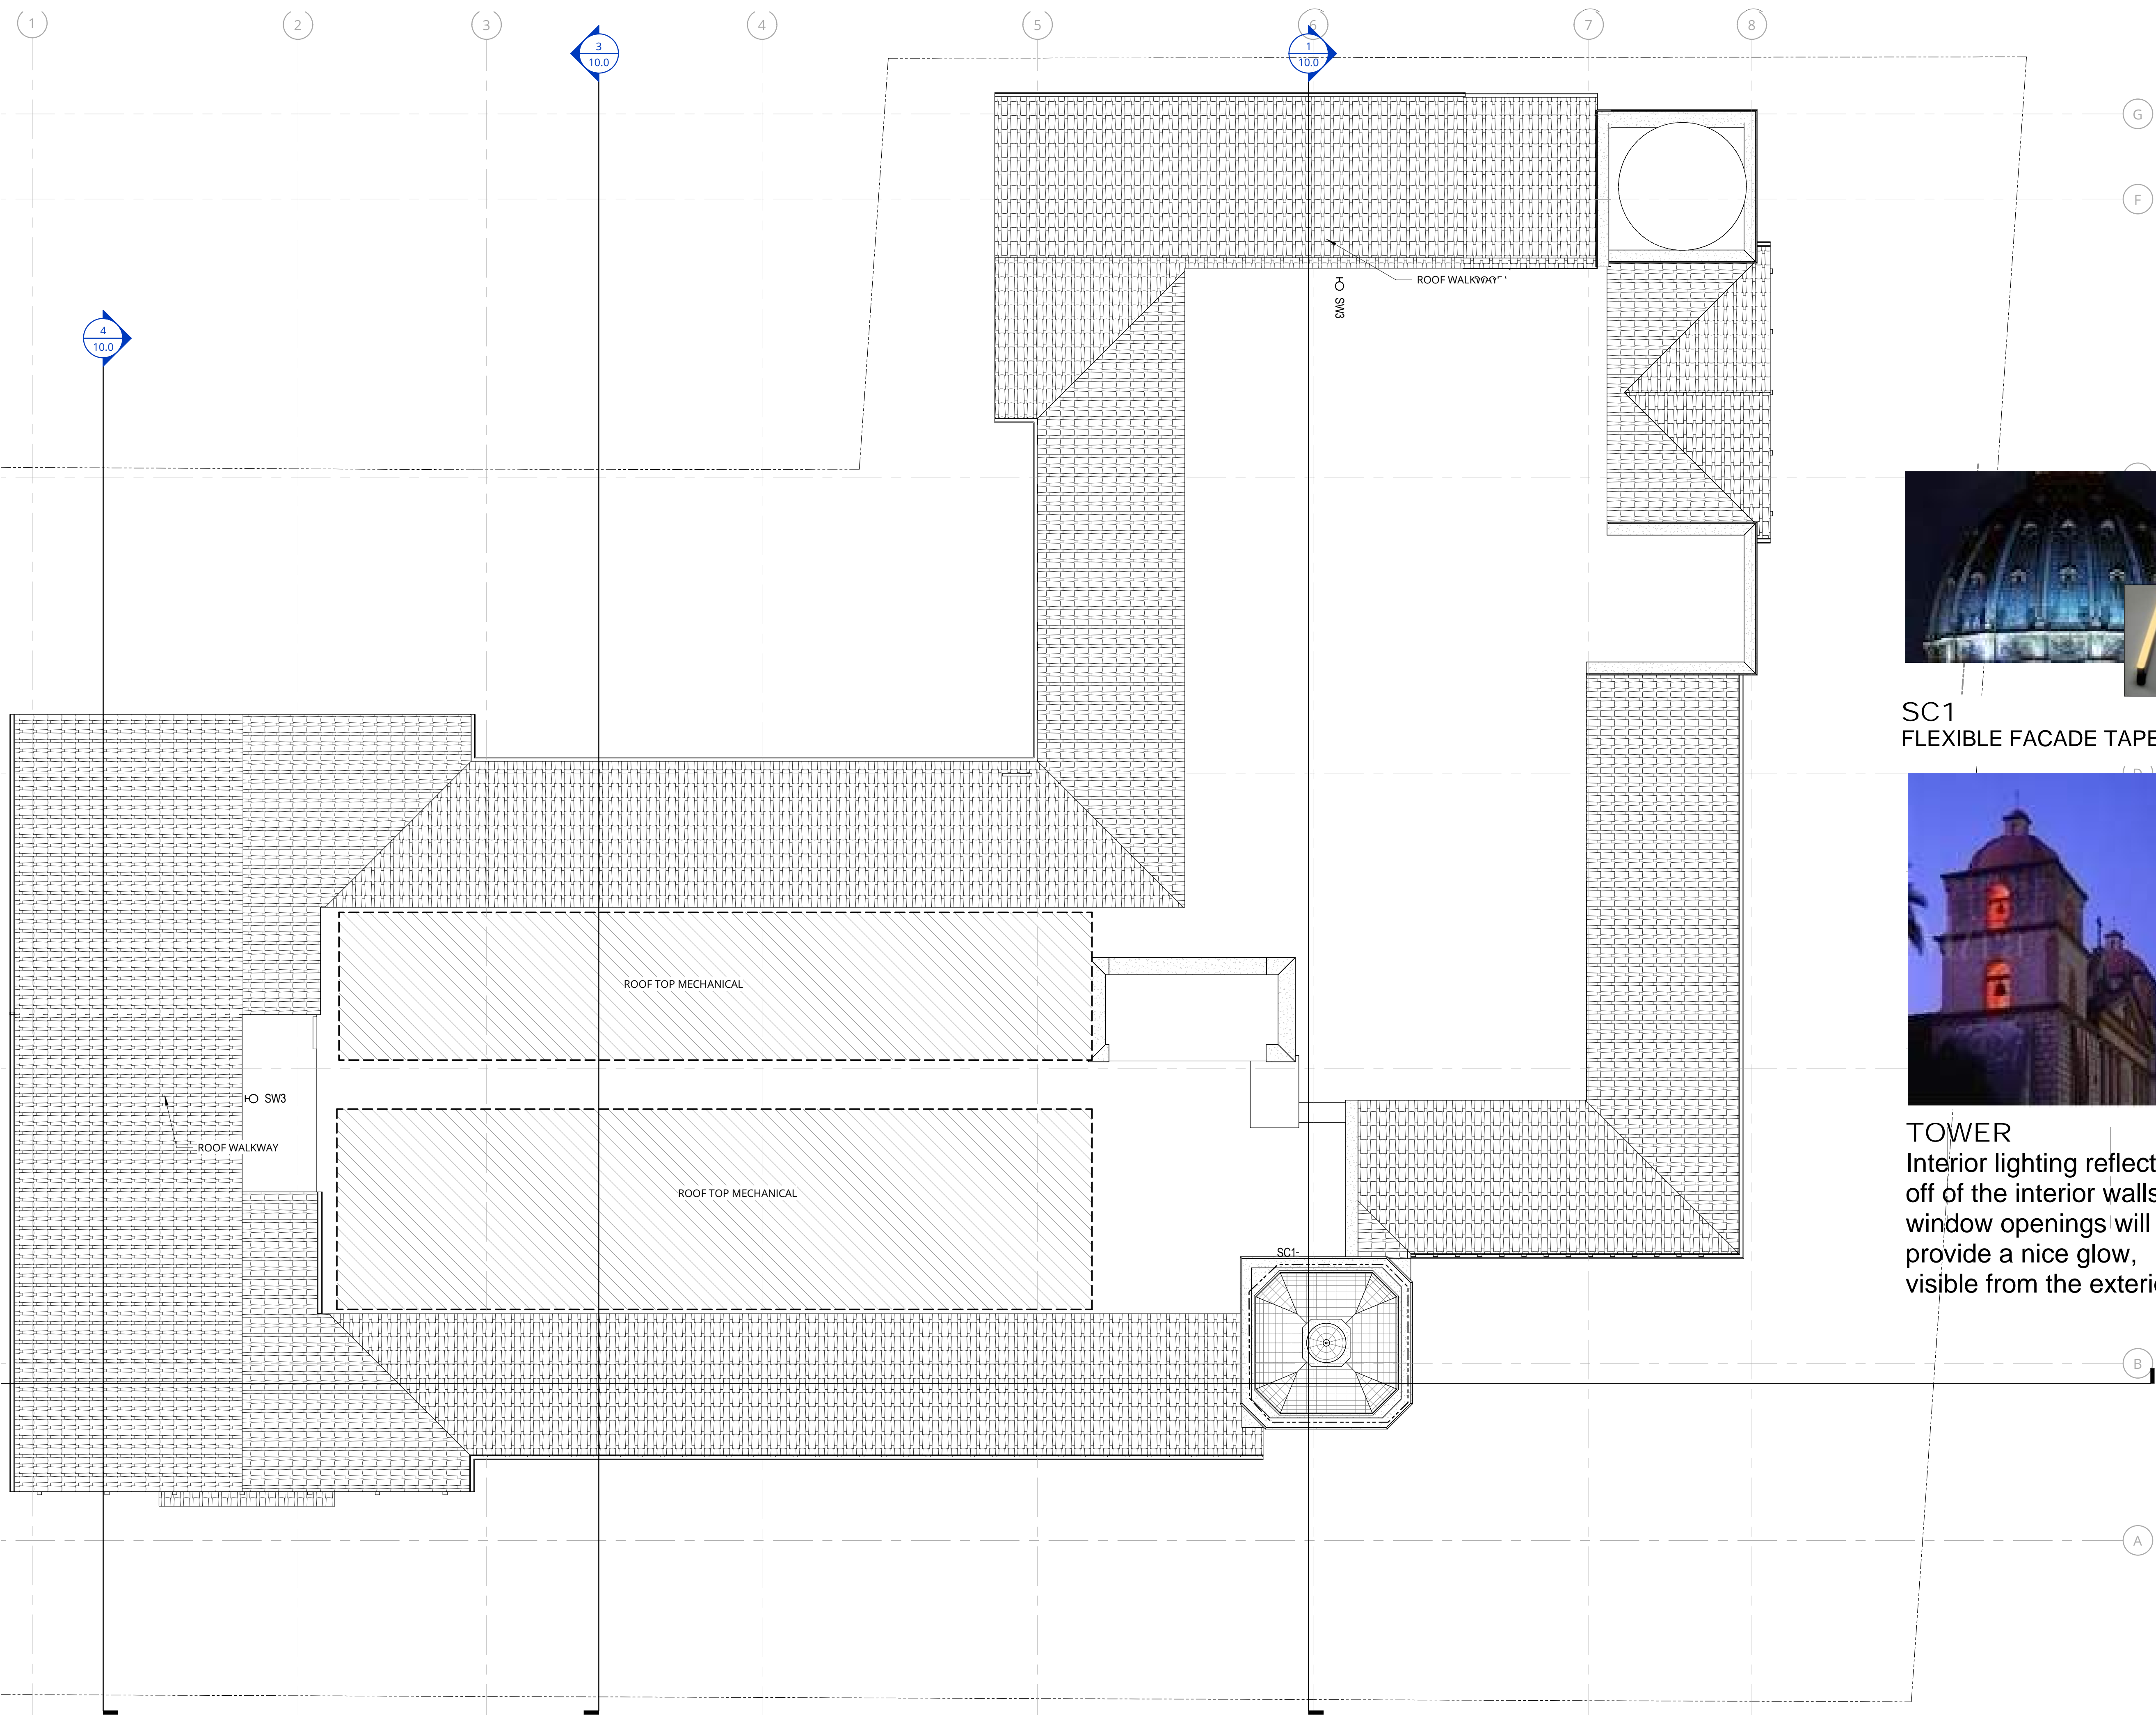 1
2
3
4
5
6
7
8
3
10.0
1
10.0
G
F
ROOF WALKWAY
SW3
4
10.0
SC1
FLEXIBLE FACADE TAPE
ROOF TOP MECHANICAL
SW3
ROOF WALKWAY
ROOF TOP MECHANICAL
TOWER
Interior lighting reflect
off of the interior walls
window openings will
provide a nice glow,
visible from the exteri
SC1
B
A